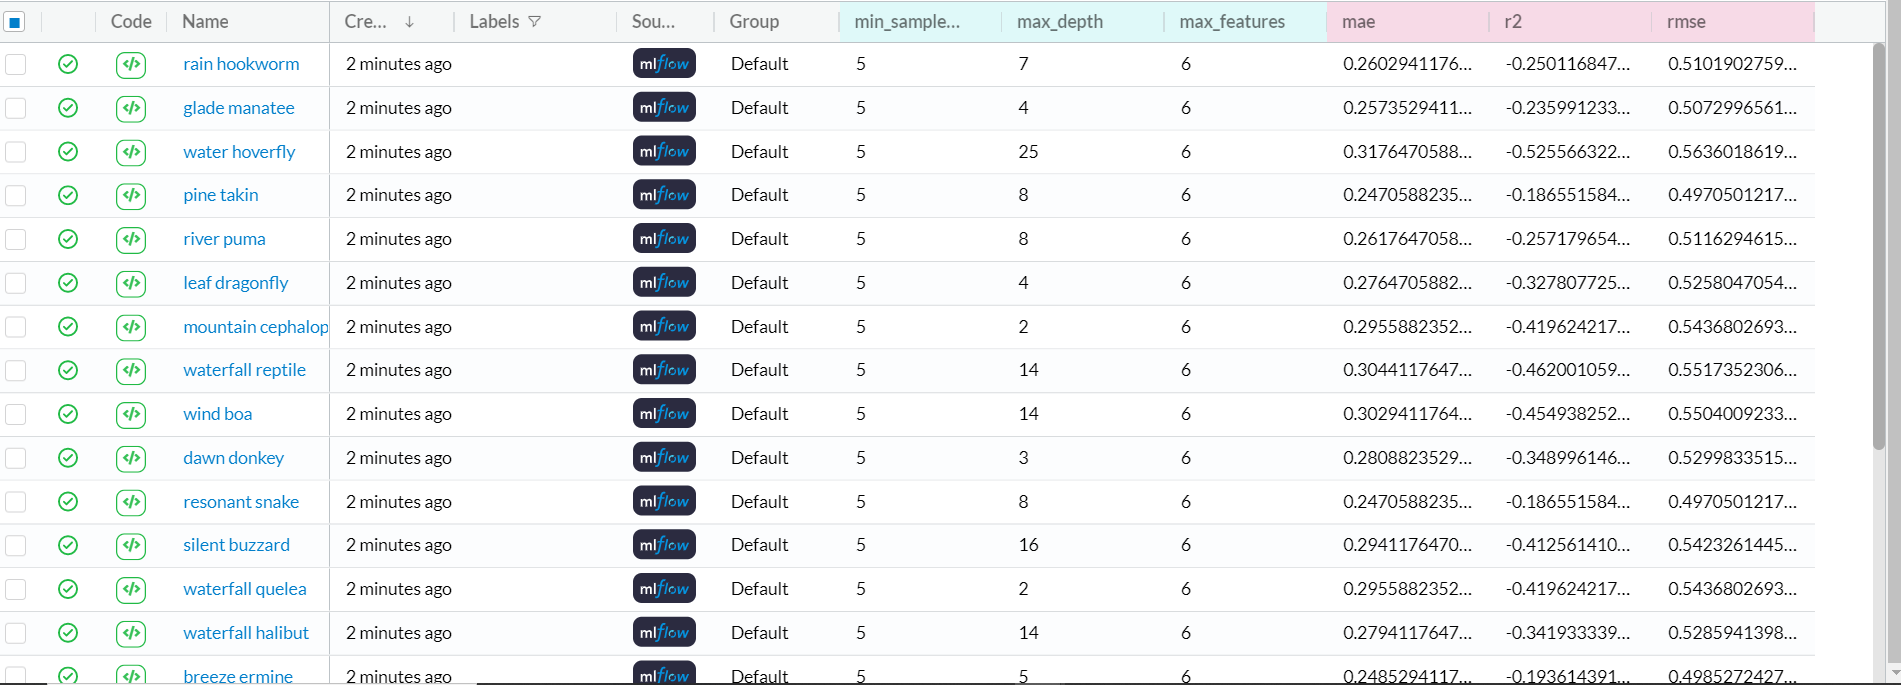 Code Name Cre... Labels Sou... Group min_sample... max_depth max_features mae r2 rmse
rain hookworm 2 minutes ago mlflow Default 5 7 6 0.2602941176... -0.250116847... 0.5101902759...
glade manatee 2 minutes ago mlflow Default 5 4 6 0.2573529411... -0.235991233... 0.5072996561...
water hoverfly 2 minutes ago mlflow Default 5 25 6 0.3176470588... -0.525566322... 0.5636018619...
pine takin 2 minutes ago mlflow Default 5 8 6 0.2470588235... -0.186551584... 0.4970501217...
river puma 2 minutes ago mlflow Default 5 8 6 0.2617647058... -0.257179654... 0.5116294615...
leaf dragonfly 2 minutes ago mlflow Default 5 4 6 0.2764705882... -0.327807725... 0.5258047054...
mountain cephalop 2 minutes ago mlflow Default 5 2 6 0.2955882352... -0.419624217... 0.5436802693...
waterfall reptile 2 minutes ago mlflow Default 5 14 6 0.3044117647... -0.462001059... 0.5517352306...
wind boa 2 minutes ago mlflow Default 5 14 6 0.3029411764... -0.454938252... 0.5504009233...
dawn donkey 2 minutes ago mlflow Default 5 3 6 0.2808823529... -0.348996146... 0.5299833515...
resonant snake 2 minutes ago mlflow Default 5 8 6 0.2470588235... -0.186551584... 0.4970501217...
silent buzzard 2 minutes ago mlflow Default 5 16 6 0.2941176470... -0.412561410... 0.5423261445...
waterfall quelea 2 minutes ago mlflow Default 5 2 6 0.2955882352... -0.419624217... 0.5436802693...
waterfall halibut 2 minutes ago mlflow Default 5 14 6 0.2794117647... -0.341933339... 0.5285941398...
breeze ermine 2 minutes ago mlflow Default 5 5 6 0.2485294117... -0.193614391... 0.4985272427...